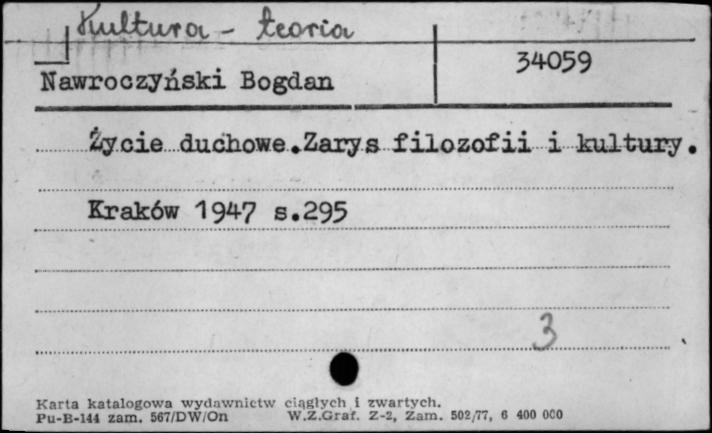 Kultura - teoria
34059
Nawroczyński Bogdan
Życie duchowe.Zarys filozofii i kultury.
Kraków 1947 s.295
3
Karta katalogowa wydawnictw ciągłych i zwartych.
Pu-B-144 zam. 567/DW/On W.Z.Graf. Z-2, Zam. 502/77, 6 400 000